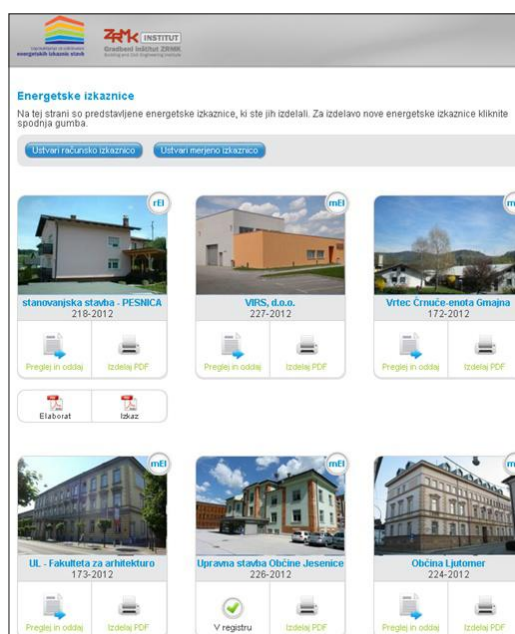 energetskih izkaznic stavb
ZRMK INSTITUT
Gradbeni inštitut ZRMK
Building and Civil Engineering Institute
Energetske izkaznice
Na tej strani so predstavljene energetske izkaznice, ki ste jih izdelali. Za izdelavo nove energetske izkaznice kliknite
spodnja gumba.
Ustvari računsko izkaznico
Ustvari merjeno izkaznico
rEI
mEI
stanovanjska stavba - PESNICA
218-2012
VIRS, d.o.o.
227-2012
Vrtec Črnuče-enota Gmajna
172-2012
Preglej in oddaj
Izdelaj PDF
Preglej in oddaj
Izdelaj PDF
Preglej in oddaj
Izdelaj PDF
Elaborat
Izkaz
mEI
mEI
UL - Fakulteta za arhitekturo
173-2012
Upravna stavba Občine Jesenice
226-2012
Občina Ljutomer
224-2012
Preglej in oddaj
Izdelaj PDF
V registru
Izdelaj PDF
Preglej in oddaj
Izdelaj PDF